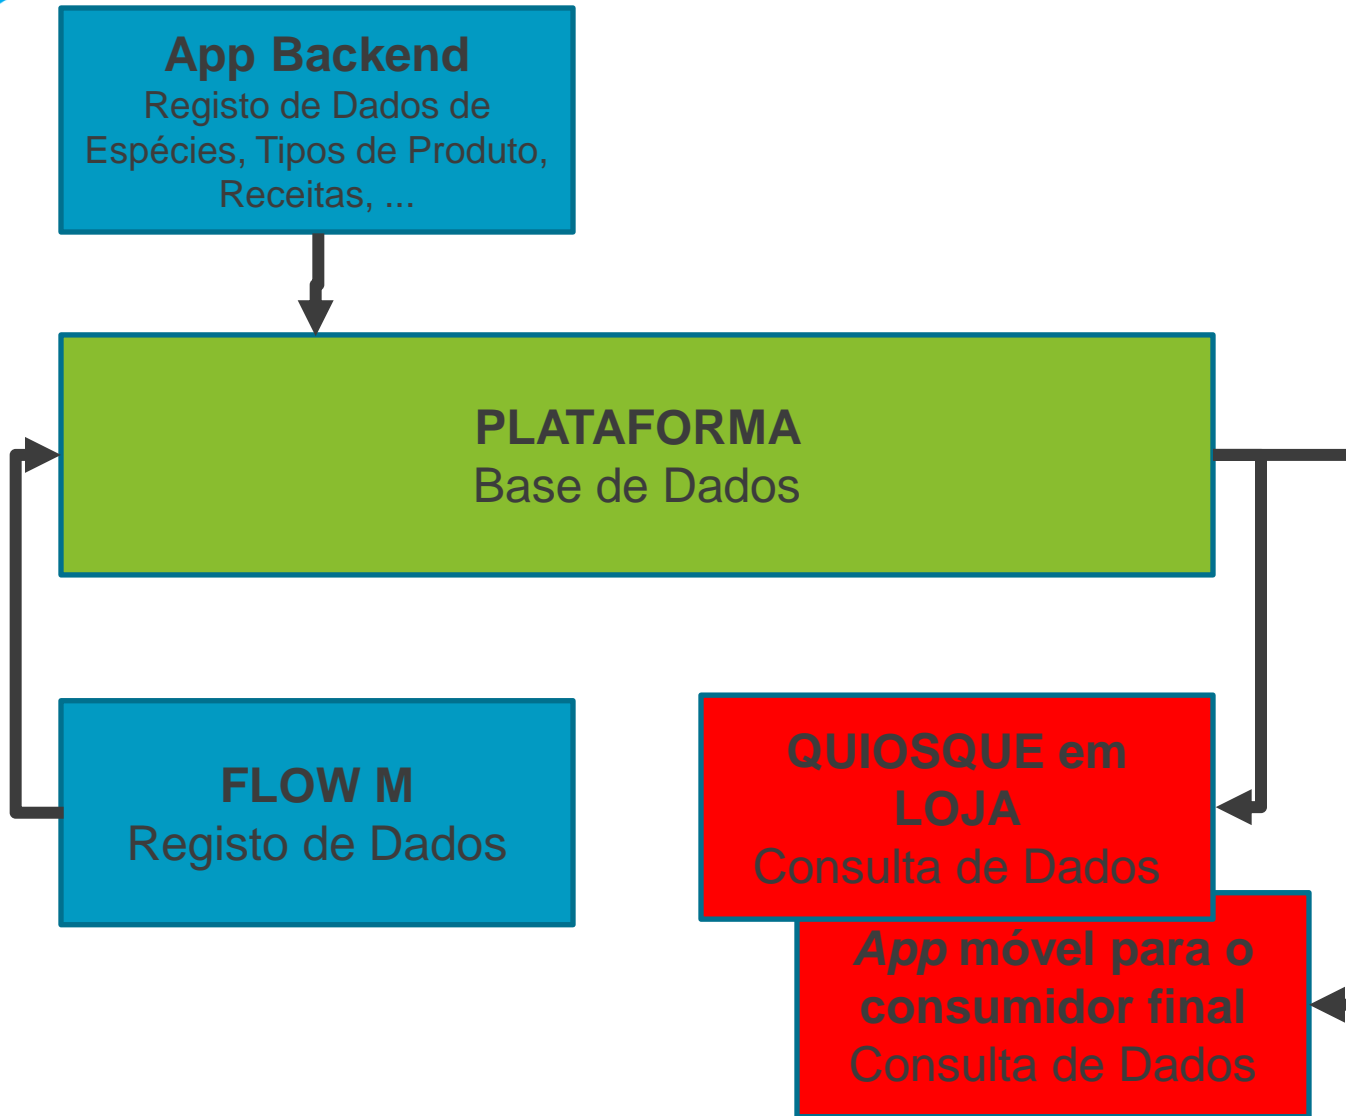 App Backend
Registo de Dados de
Espécies, Tipos de Produto,
Receitas, ...
PLATAFORMA
Base de Dados
FLOW M
Registo de Dados
QUIOSQUE em
LOJA
Consulta de Dados
App móvel para o
consumidor final
Consulta de Dados